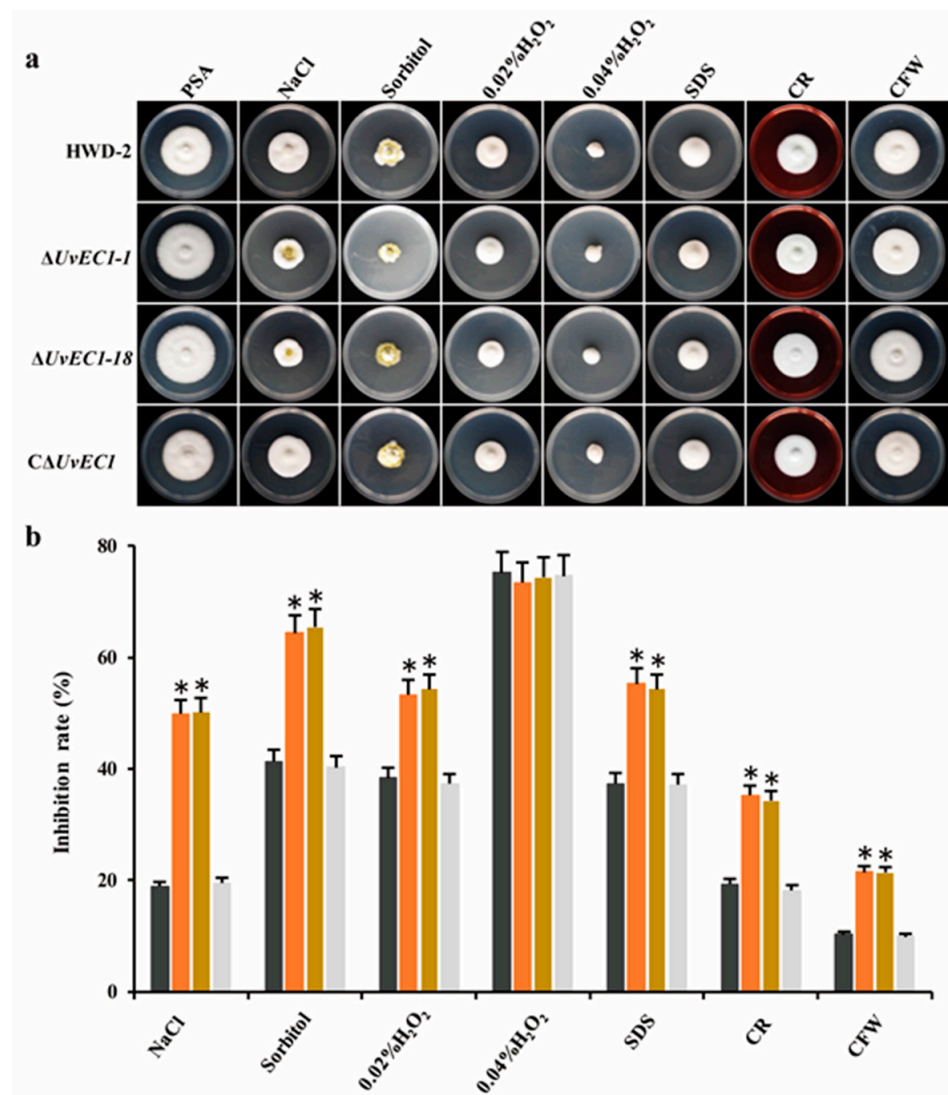 a
PSA NaCl Sorbitol 0.02%H₂O₂ 0.04%H₂O₂ SDS CR CFW
HWD-2
ΔUvEC1-1
ΔUvEC1-18
CΔUvEC1
b
80
60
40
20
0
Inhibition rate (%)
* * * * * * * * * * * *
NaCl Sorbitol 0.02%H₂O₂ 0.04%H₂O₂ SDS CR CFW